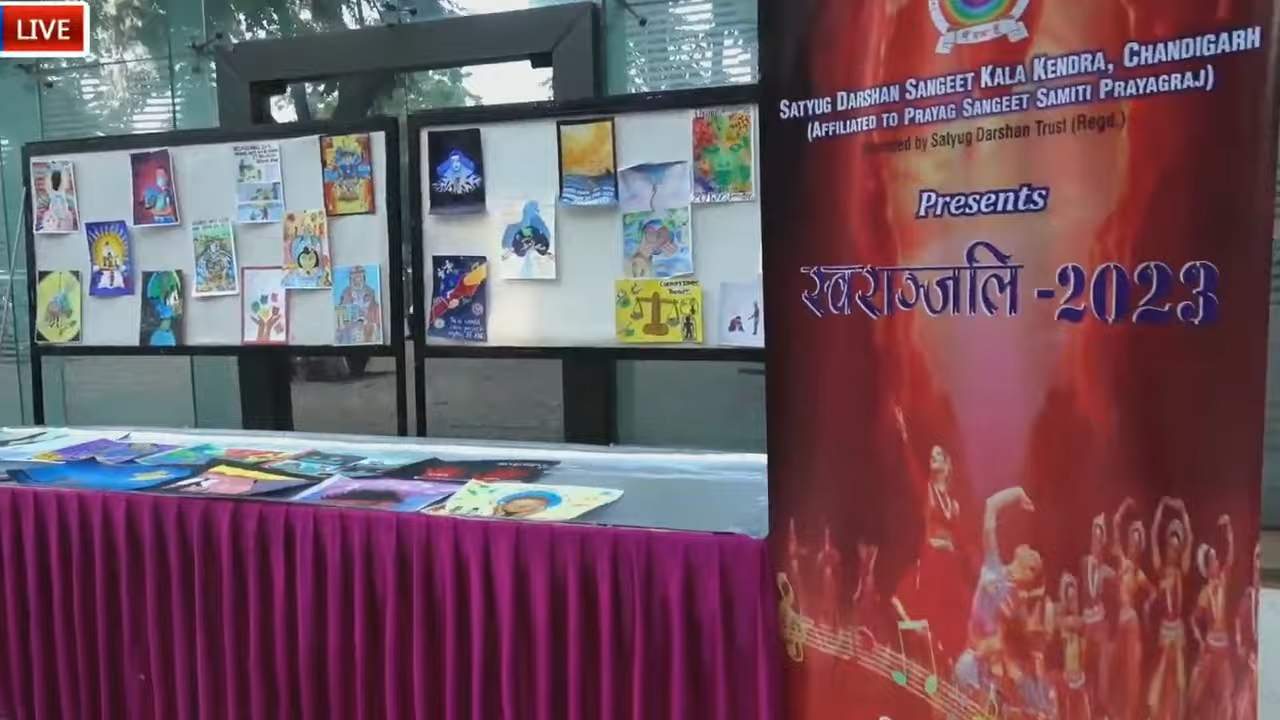 LIVE
SATYUG DARSHAN SANGEET KALA KENDRA, CHANDIGARH
(AFFILIATED TO PRAYAG SANGEET SAMITI PRAYAGRAJ)
by Satyug Darshan Trust (Regd.)
Presents
स्वराञ्जलि -2023